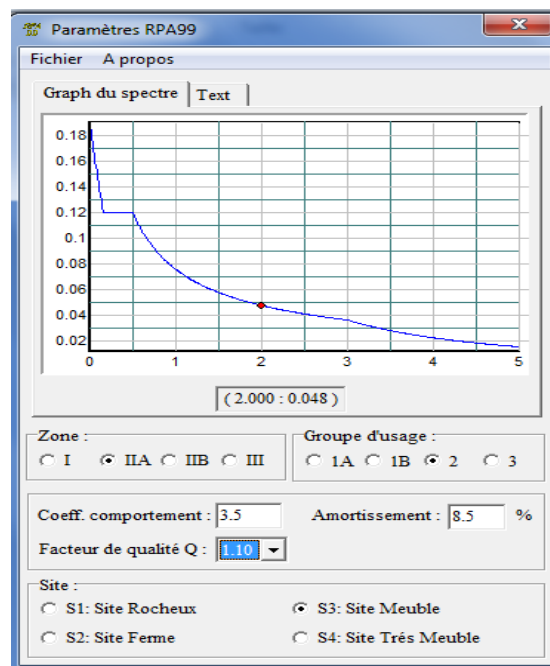 Paramètres RPA99
Fichier A propos
Graph du spectre Text
0.18
0.16
0.14
0.12
0.1
0.08
0.06
0.04
0.02
0 1 2 3 4 5
( 2.000 : 0.048 )
Zone :
I IIA IIB III
Groupe d'usage :
1A 1B 2 3
Coeff. comportement : 3.5 Amortissement : 8.5 %
Facteur de qualité Q : 1.10
Site :
S1: Site Rocheux S3: Site Meuble
S2: Site Ferme S4: Site Trés Meuble